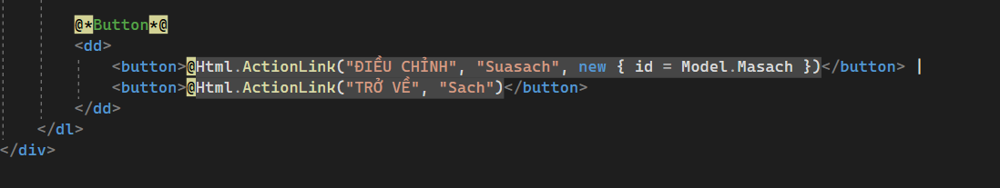 @*Button*@
<dd>
<button>@Html.ActionLink("ĐIỀU CHỈNH", "Suasach", new { id = Model.Masach })</button> |
<button>@Html.ActionLink("TRỞ VỀ", "Sach")</button>
</dd>
</dl>
</div>